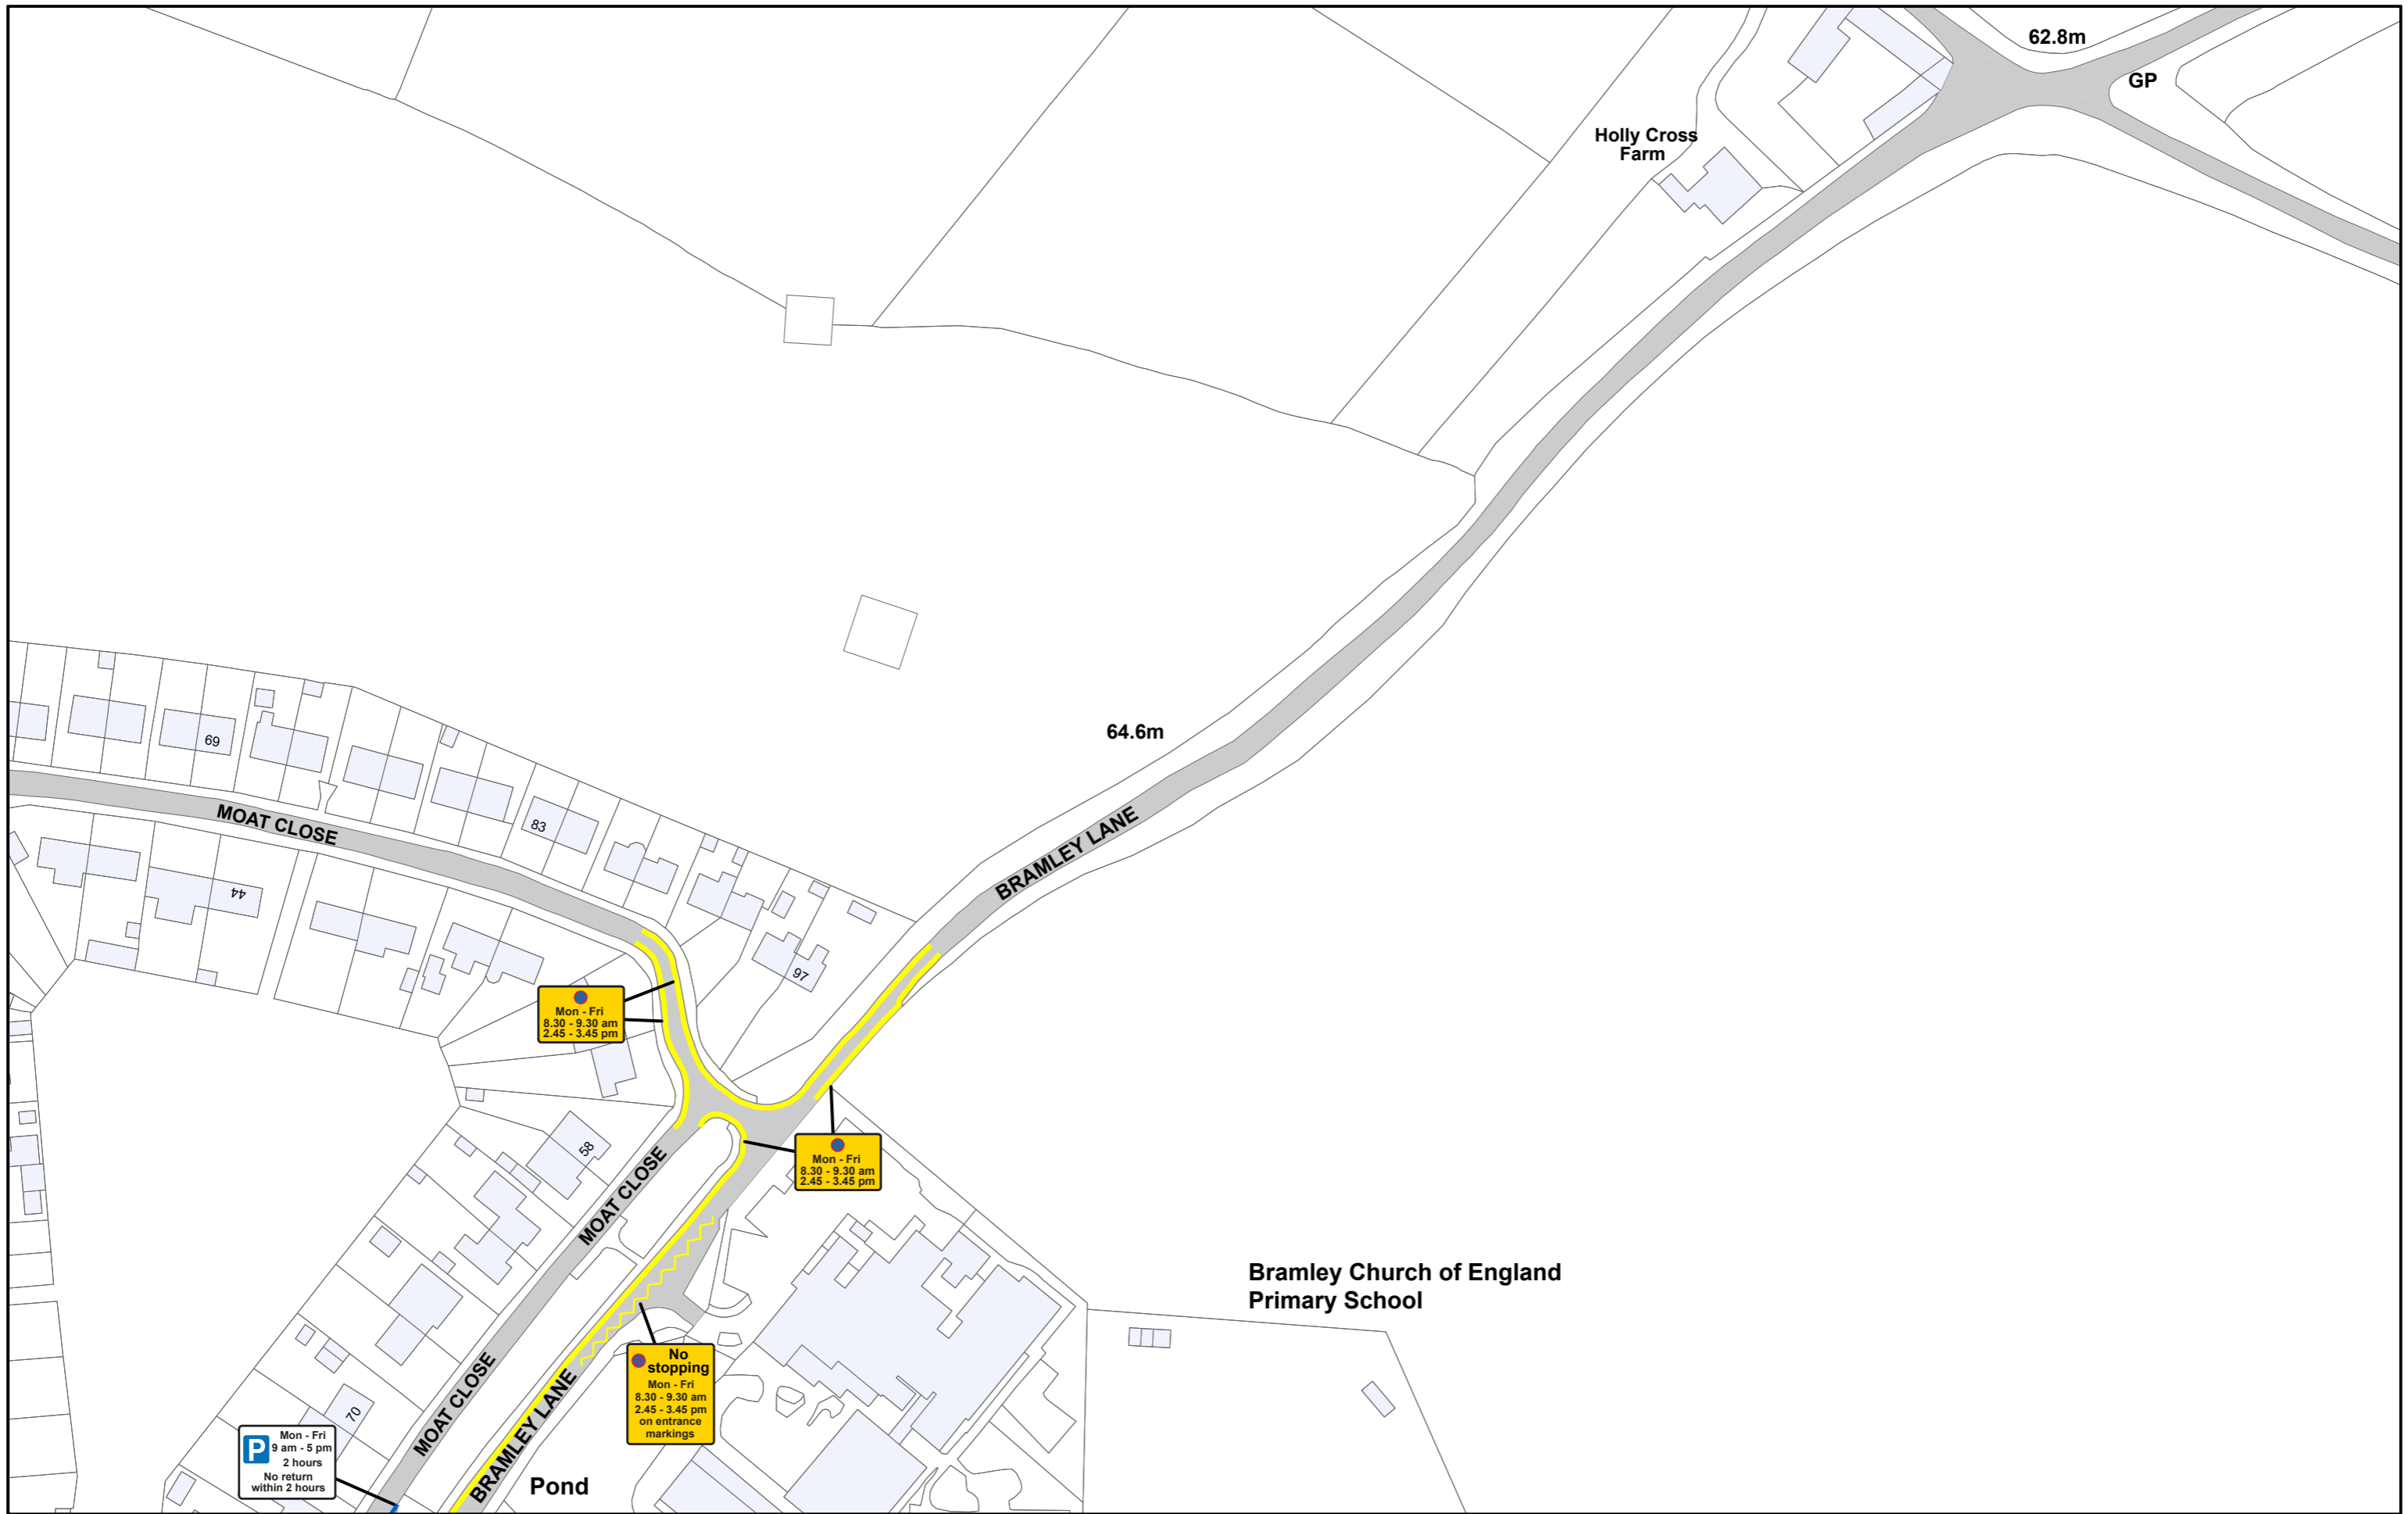 62.8m
GP
Holly Cross
Farm
64.6m
69
MOAT CLOSE
83
BRAMLEY LANE
44
97
Mon - Fri
8.30 - 9.30 am
2.45 - 3.45 pm
58
MOAT CLOSE
Mon - Fri
8.30 - 9.30 am
2.45 - 3.45 pm
Bramley Church of England
Primary School
No
stopping
Mon - Fri
8.30 - 9.30 am
2.45 - 3.45 pm
on entrance
markings
MOAT CLOSE
BRAMLEY LANE
70
P
Mon - Fri
9 am - 5 pm
2 hours
No return
within 2 hours
Pond